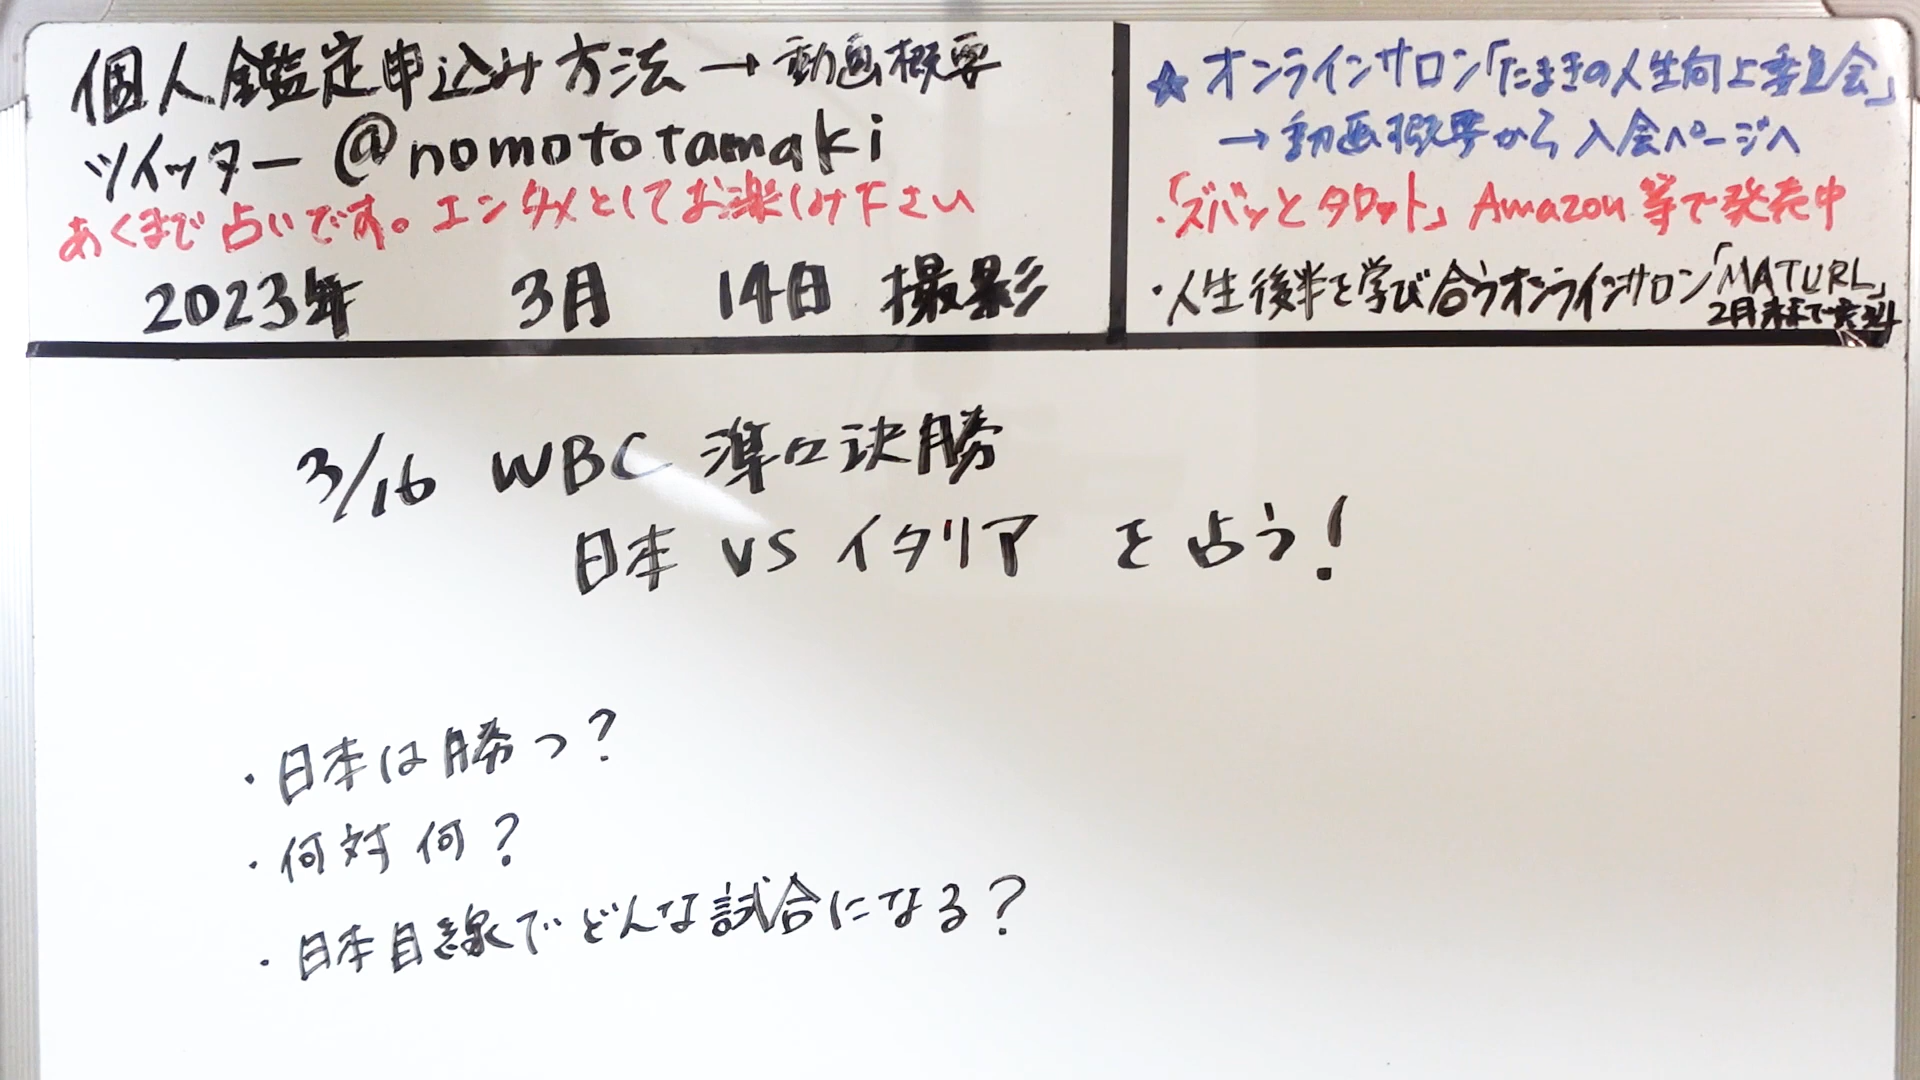 個人鑑定申込み方法→動画概要
ツイッター @nomototamaki
あくまで占いです。エンタメとしてお楽しみ下さい
2023年 3月 14日 撮影
☆オンラインサロン「たまきの人生向上委員会」
→動画概要から入会ページへ
・「ズバッとタロット」Amazon等で発売中
・人生後半を学び合うオンラインサロン「MATURL」
2月末まで無料
3/16 WBC 準々決勝
日本 VS イタリア を占う!
・日本は勝つ?
・何対何?
・日本目線でどんな試合になる?